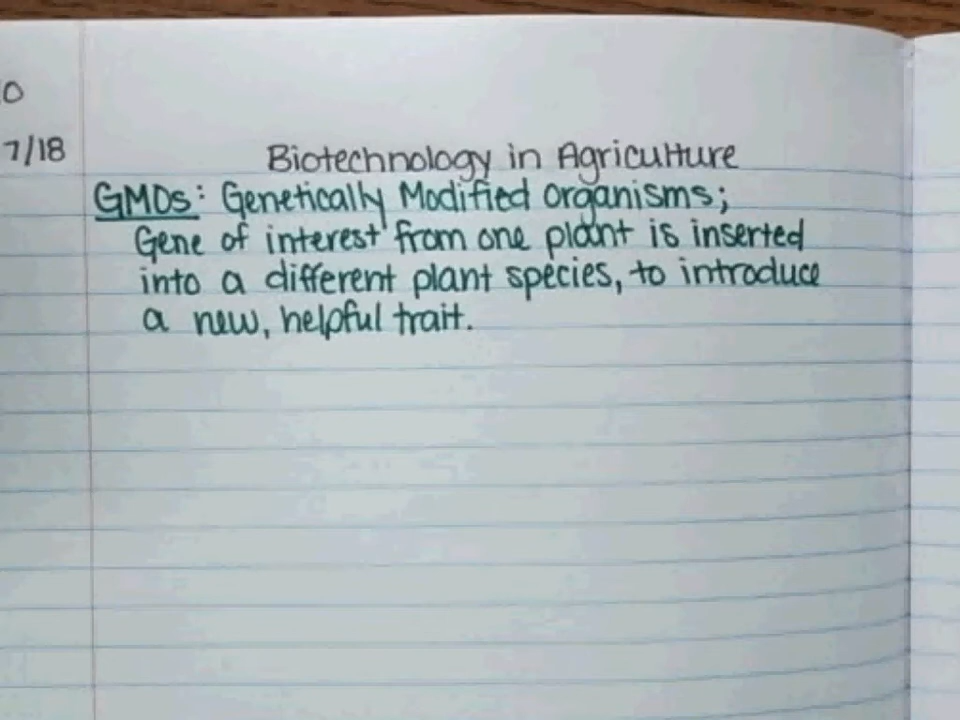 0
7/18
Biotechnology in Agriculture
GMOs: Genetically Modified Organisms;
Gene of interest from one plant is inserted
into a different plant species, to introduce
a new, helpful trait.